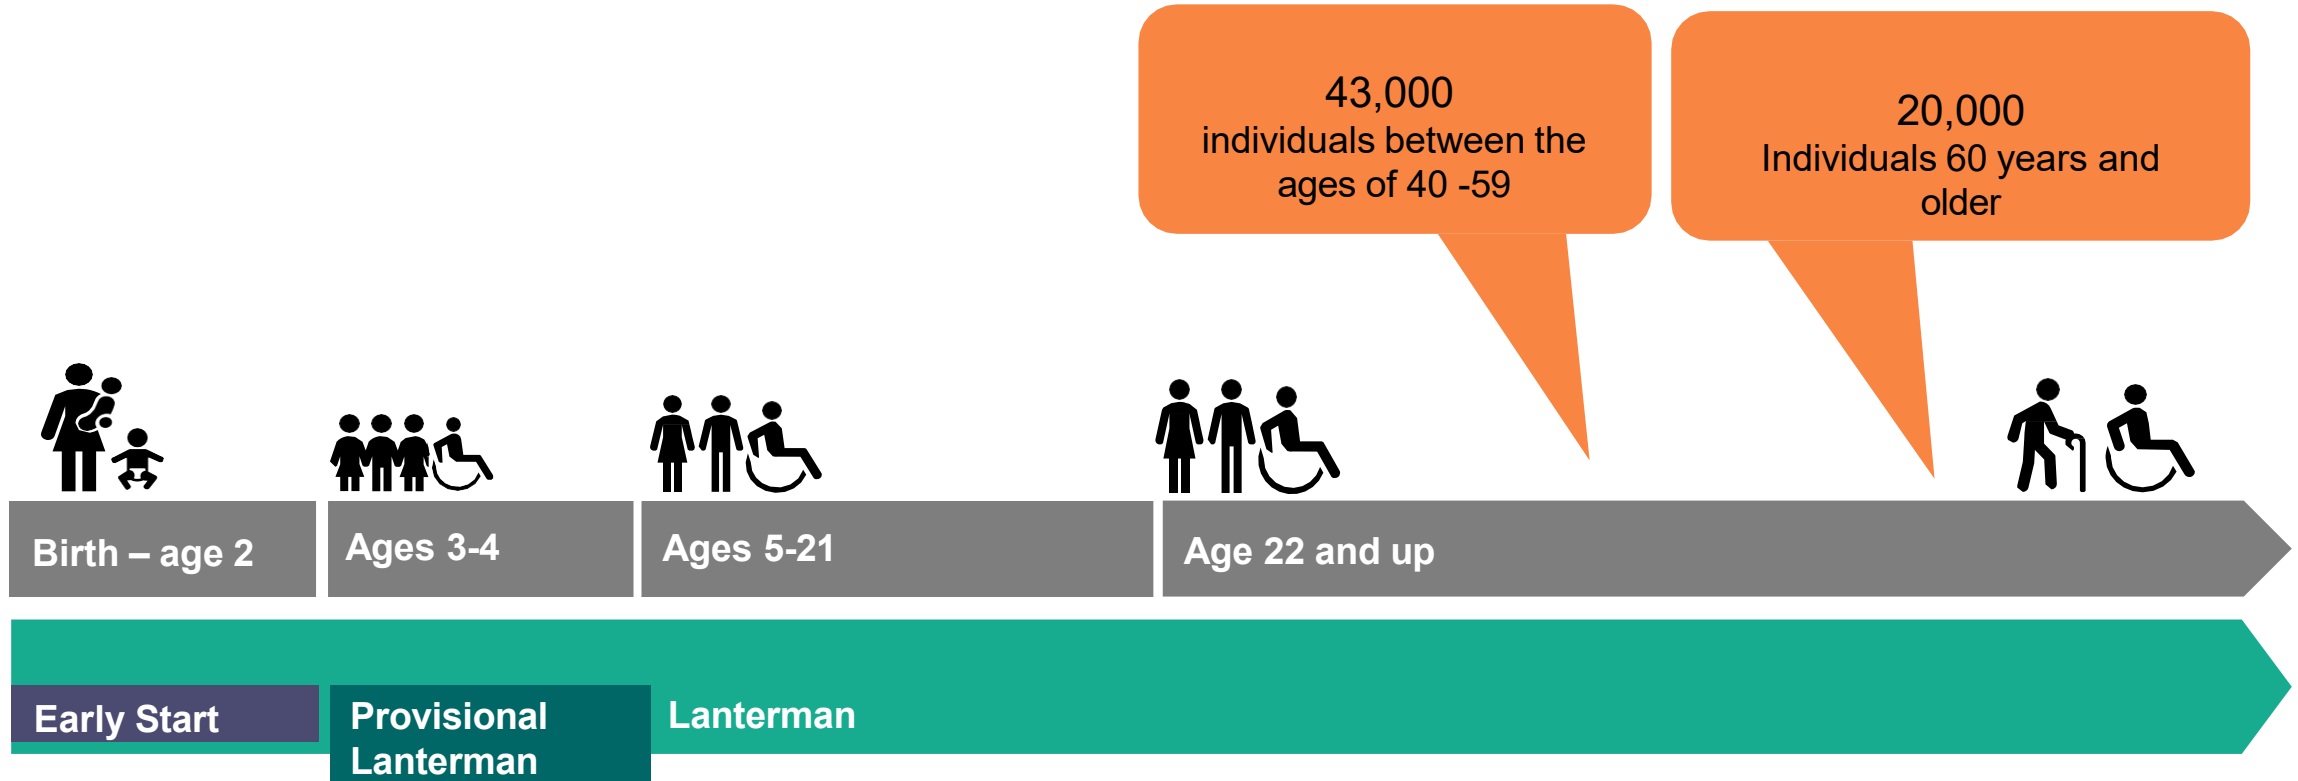 43,000
individuals between the
ages of 40 -59
20,000
Individuals 60 years and
older
Birth – age 2
Ages 3-4
Ages 5-21
Age 22 and up
Early Start
Provisional
Lanterman
Lanterman